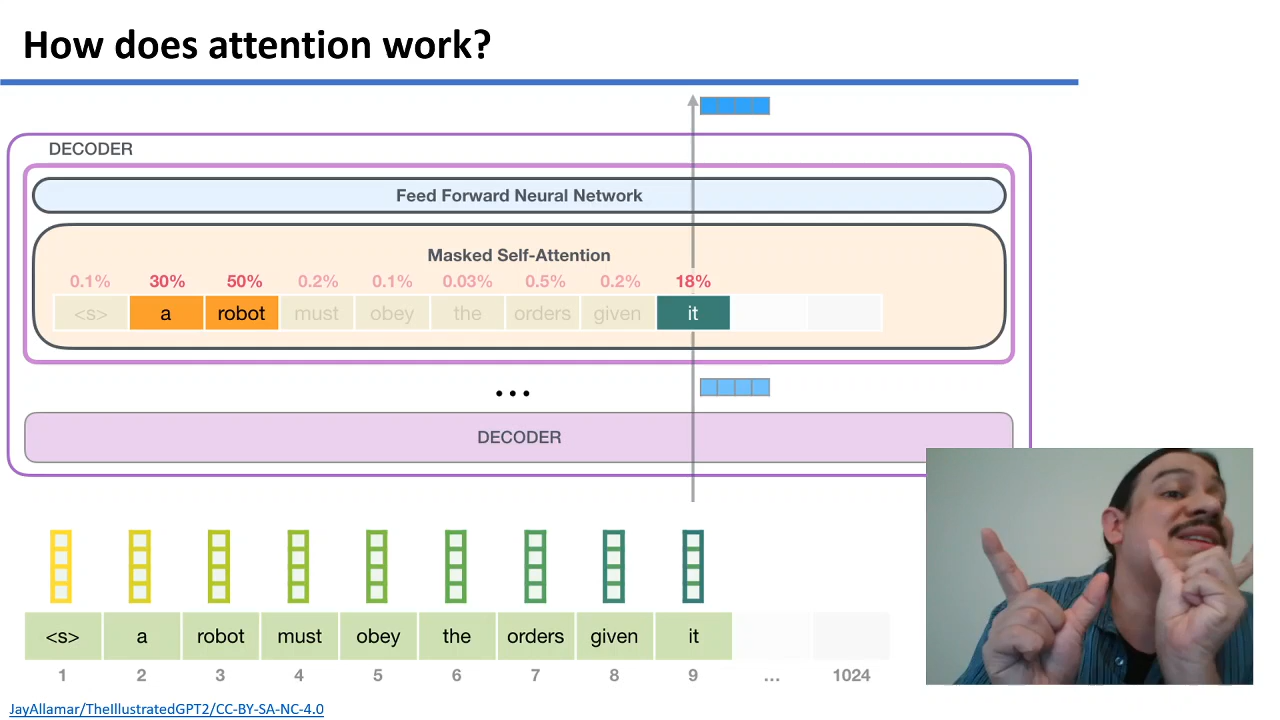 How does attention work?
DECODER
Feed Forward Neural Network
Masked Self-Attention
0.1% 30% 50% 0.2% 0.1% 0.03% 0.5% 0.2% 18%
<s> a robot must obey the orders given it
...
DECODER
<s> a robot must obey the orders given it
1 2 3 4 5 6 7 8 9 ... 1024
JayAllamar/TheIllustratedGPT2/CC-BY-SA-NC-4.0